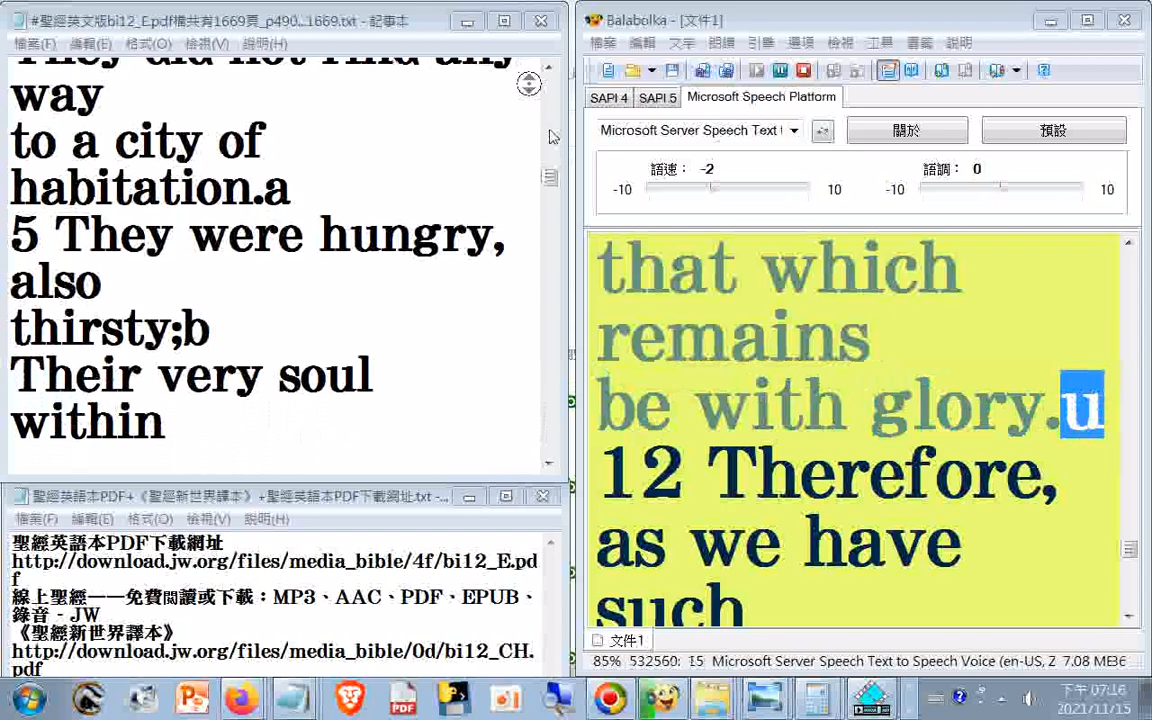 #聖經英文版bi12_E.pdf檔共有1669頁_p490...1669.txt - 記事本
檔案(F) 編輯(E) 格式(O) 檢視(V) 說明(H)
They did not find any
way
to a city of
habitation.a
5 They were hungry,
also
thirsty;b
Their very soul
within
聖經英語本PDF+《聖經新世界譯本》+聖經英語本PDF下載網址.txt -...
檔案(F) 編輯(E) 格式(O) 檢視(V) 說明(H)
聖經英語本PDF下載網址
http://download.jw.org/files/media_bible/4f/bi12_E.pd
f
線上聖經——免費閱讀或下載：MP3、AAC、PDF、EPUB、
錄音 - JW
《聖經新世界譯本》
http://download.jw.org/files/media_bible/0d/bi12_CH.
pdf
Balabolka - [文件1]
檔案 編輯 文字 朗讀 引擎 選項 檢視 工具 書籤 說明
SAPI 4 SAPI 5 Microsoft Speech Platform
Microsoft Server Speech Text 關於 預設
語速： -2 語調： 0
-10 10 -10 10
that which
remains
be with glory.u
12 Therefore,
as we have
such
文件1
85% 532560: 15 Microsoft Server Speech Text to Speech Voice (en-US, Z 7.08 MB
下午 07:16
2021/11/15